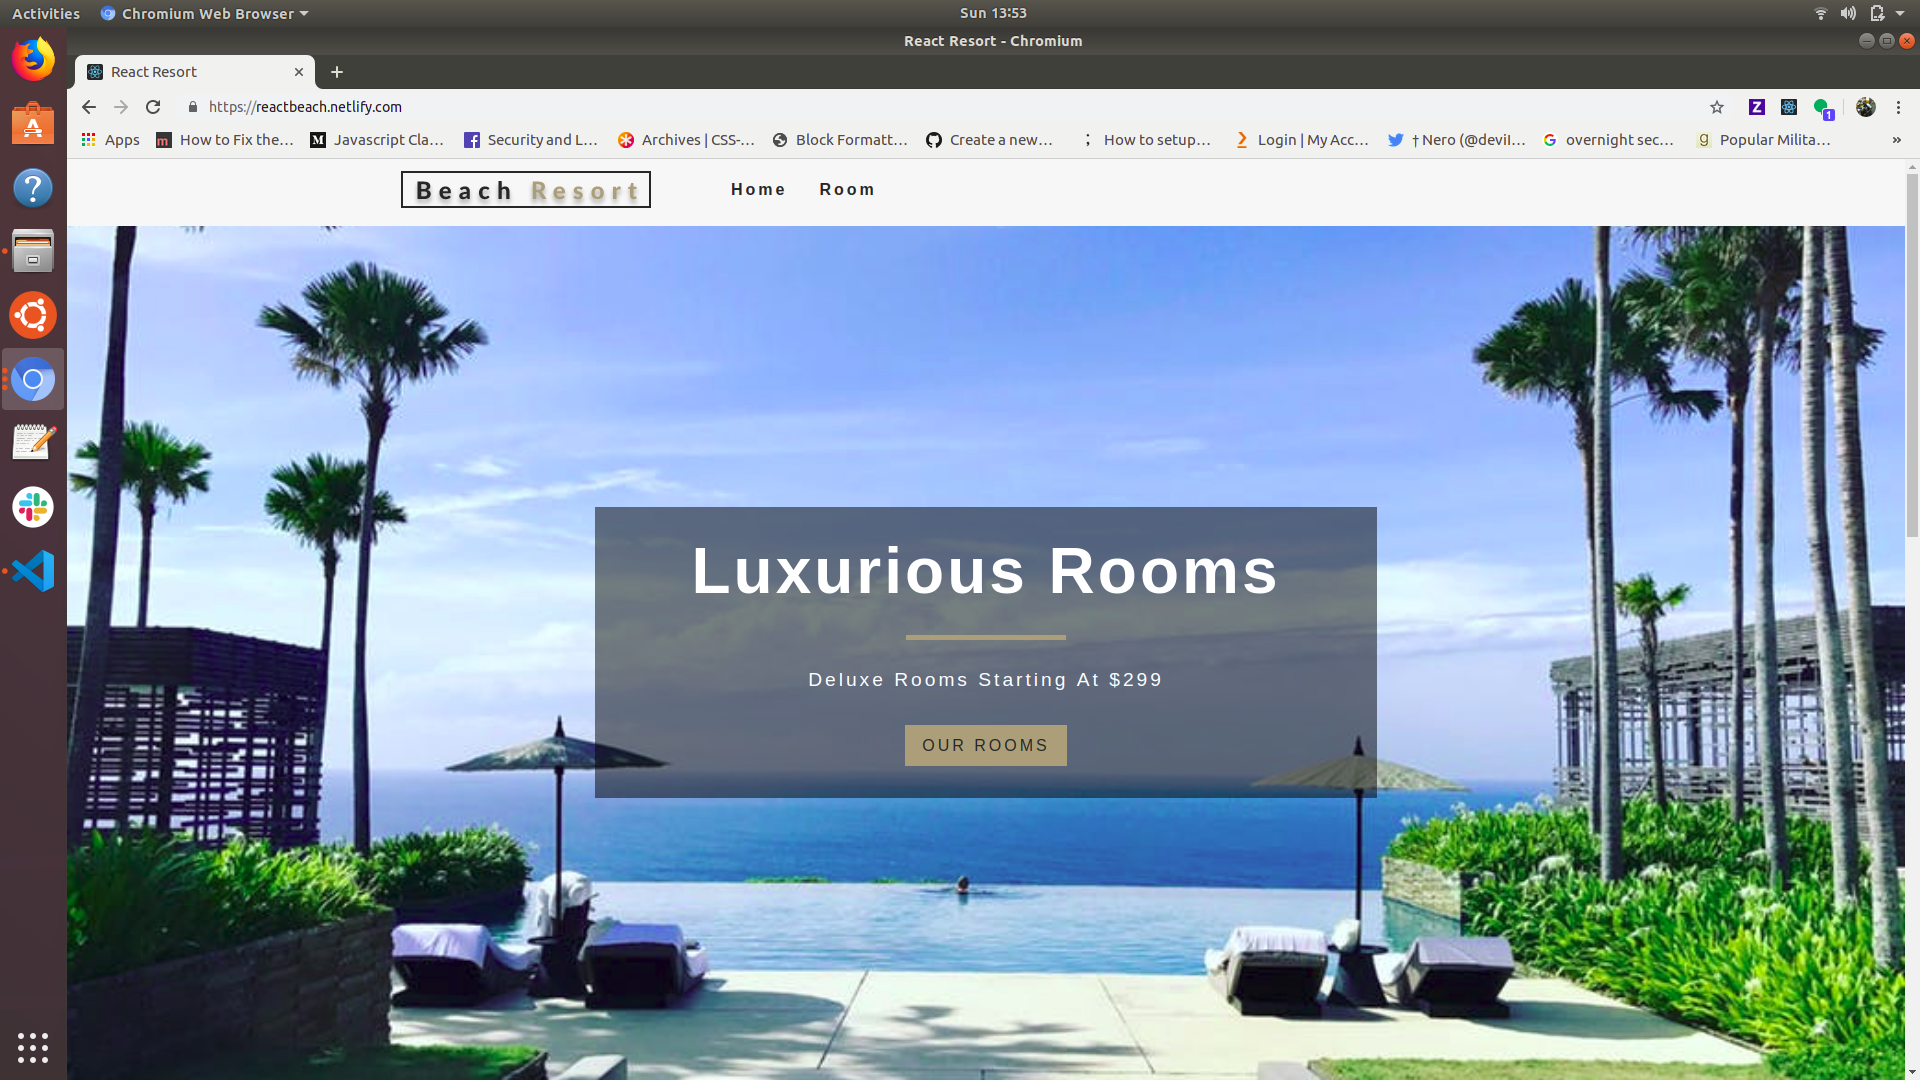 Activities
Chromium Web Browser
Sun 13:53
React Resort - Chromium
React Resort
https://reactbeach.netlify.com
1
Apps
How to Fix the…
Javascript Cla…
Security and L…
Archives | CSS-…
Block Formatt…
Create a new…
How to setup…
Login | My Acc…
† Nero (@devil…
overnight sec…
Popular Milita…
»
Beach Resort
Home
Room
Luxurious Rooms
Deluxe Rooms Starting At $299
OUR ROOMS